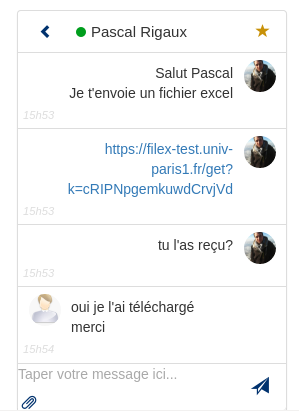 Pascal Rigaux
Salut Pascal
Je t'envoie un fichier excel
15h53
https://filex-test.univ-
paris1.fr/get?
k=cRIPNpgemkuwdCrvjVd
15h53
tu l'as reçu?
15h53
oui je l'ai téléchargé
merci
15h54
Taper votre message ici...